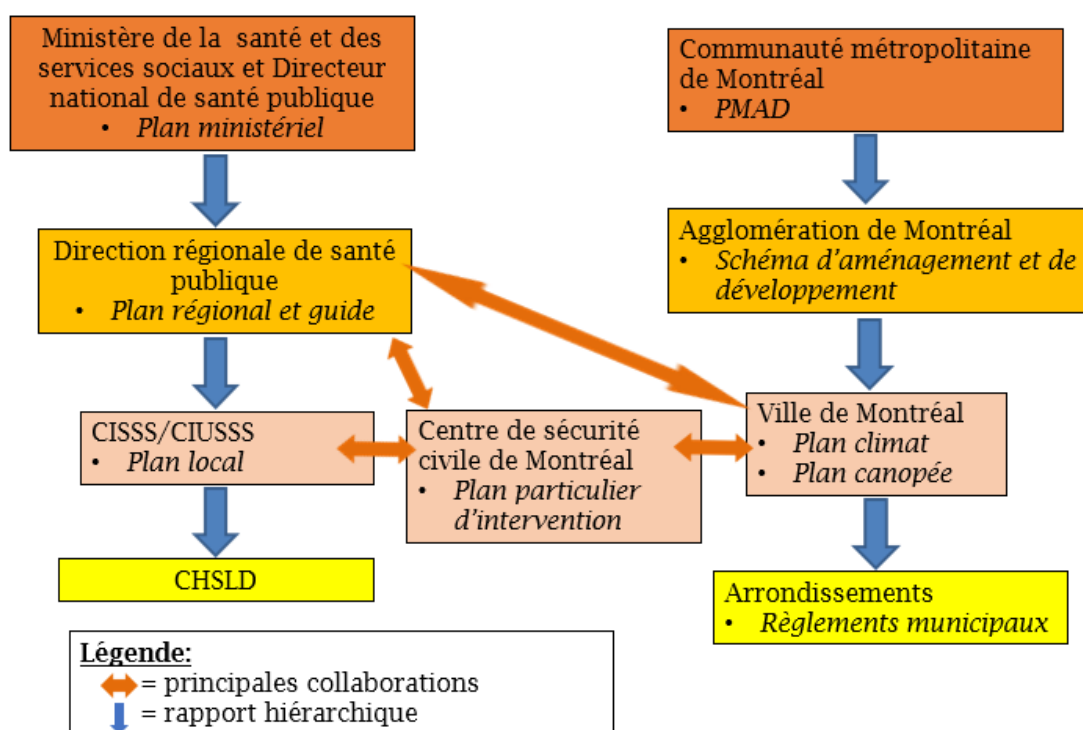 Ministère de la santé et des
services sociaux et Directeur
national de santé publique
• Plan ministériel
Communauté métropolitaine
de Montréal
• PMAD
Direction régionale de santé
publique
• Plan régional et guide
Agglomération de Montréal
• Schéma d'aménagement et de
développement
CISSS/CIUSSS
• Plan local
Centre de sécurité
civile de Montréal
• Plan particulier
d'intervention
Ville de Montréal
• Plan climat
• Plan canopée
CHSLD
Arrondissements
• Règlements municipaux
Légende:
= principales collaborations
= rapport hiérarchique